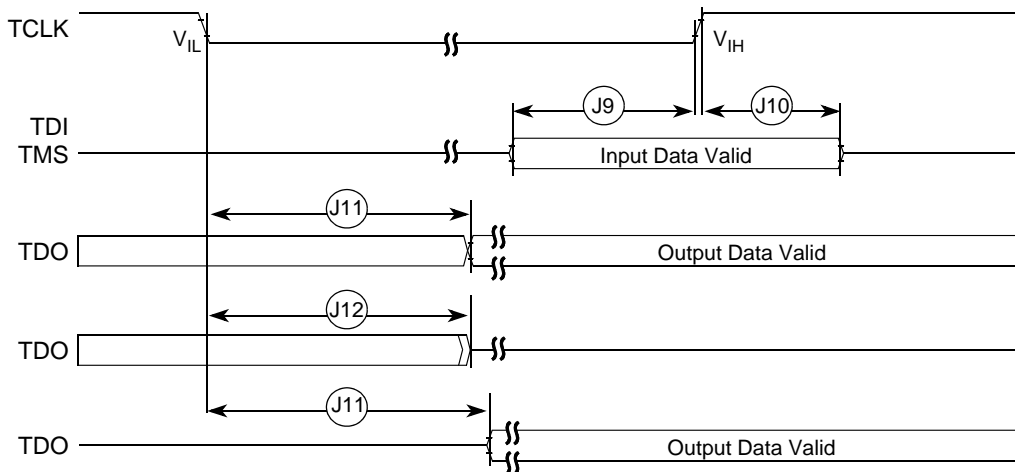 TCLK
VIL
VIH
J9
J10
TDI
TMS
Input Data Valid
J11
TDO
Output Data Valid
J12
TDO
J11
TDO
Output Data Valid